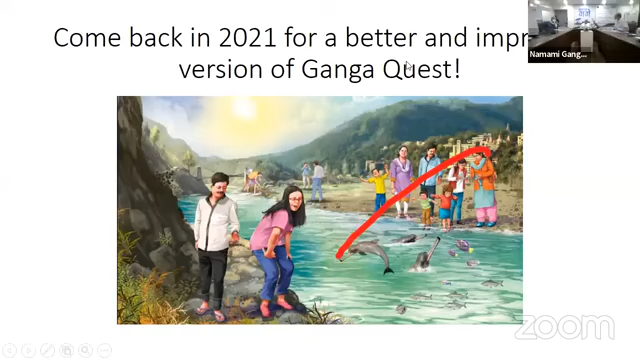 Come back in 2021 for a better and impr
version of Ganga Quest!
Namami Gang...
zoom